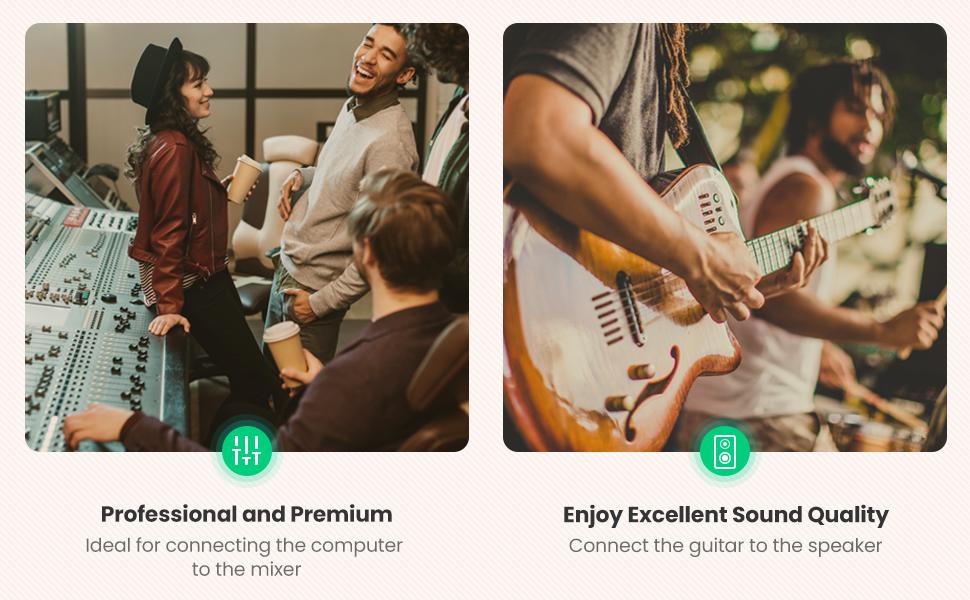 Professional and Premium
Ideal for connecting the computer
to the mixer
Enjoy Excellent Sound Quality
Connect the guitar to the speaker